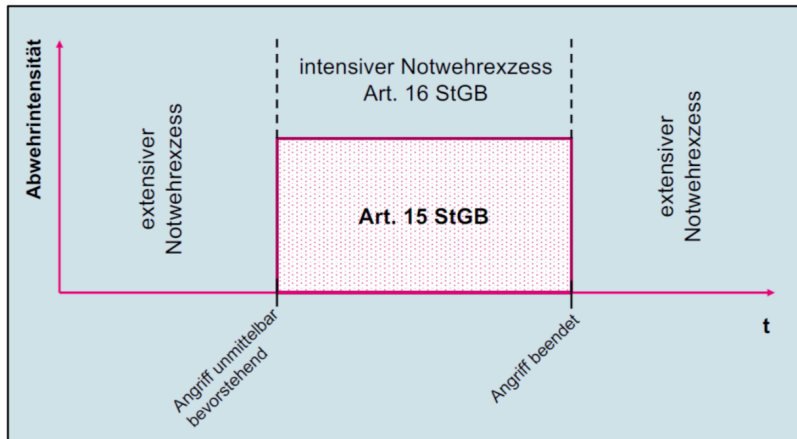 Abwehrintensität
intensiver Notwehrexzess
Art. 16 StGB
extensiver
Notwehrexzess
Art. 15 StGB
extensiver
Notwehrexzess
t
Angriff unmittelbar
bevorstehend
Angriff beendet